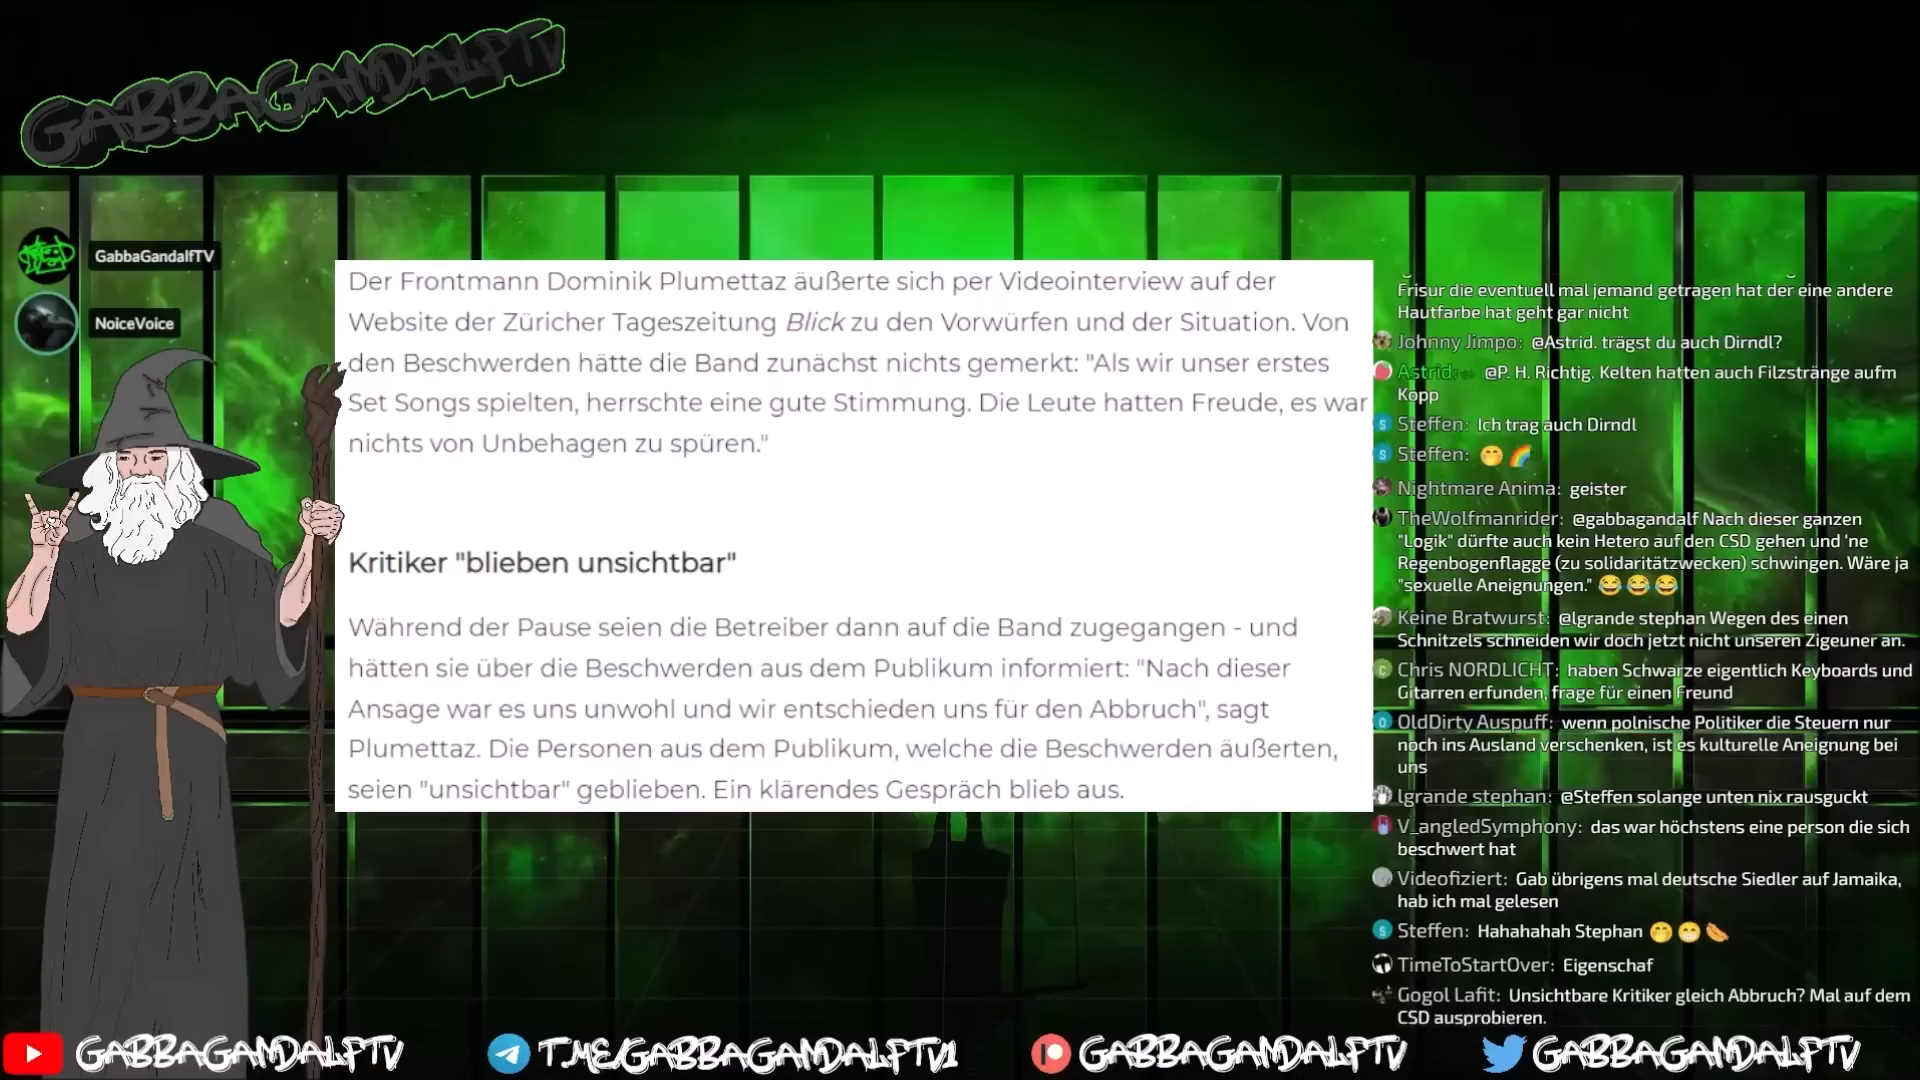 GABBAGANDALFTV
GabbaGandalfTV
NoiceVoice
Der Frontmann Dominik Plumettaz äußerte sich per Videointerview auf der
Website der Züricher Tageszeitung Blick zu den Vorwürfen und der Situation. Von
den Beschwerden hätte die Band zunächst nichts gemerkt: "Als wir unser erstes
Set Songs spielten, herrschte eine gute Stimmung. Die Leute hatten Freude, es war
nichts von Unbehagen zu spüren."
Kritiker "blieben unsichtbar"
Während der Pause seien die Betreiber dann auf die Band zugegangen - und
hätten sie über die Beschwerden aus dem Publikum informiert: "Nach dieser
Ansage war es uns unwohl und wir entschieden uns für den Abbruch", sagt
Plumettaz. Die Personen aus dem Publikum, welche die Beschwerden äußerten,
seien "unsichtbar" geblieben. Ein klärendes Gespräch blieb aus.
Frisur die eventuell mal jemand getragen hat der eine andere
Hautfarbe hat geht gar nicht
Johnny Jimpo: @Astrid. trägst du auch Dirndl?
Astrid: @P. H. Richtig. Kelten hatten auch Filzstränge aufm
Kopp
Steffen: Ich trag auch Dirndl
Steffen: 🤭 🌈
Nightmare Anima: geister
TheWolfmanrider: @gabbagandalf Nach dieser ganzen
"Logik" dürfte auch kein Hetero auf den CSD gehen und 'ne
Regenbogenflagge (zu solidaritätzwecken) schwingen. Wäre ja
"sexuelle Aneignungen." 😂 😂 😂
Keine Bratwurst: @lgrande stephan Wegen des einen
Schnitzels schneiden wir doch jetzt nicht unseren Zigeuner an.
Chris NORDLICHT: haben Schwarze eigentlich Keyboards und
Gitarren erfunden, frage für einen Freund
OldDirty Auspuff: wenn polnische Politiker die Steuern nur
noch ins Ausland verschenken, ist es kulturelle Aneignung bei
uns
lgrande stephan: @Steffen solange unten nix rausguckt
V_angledSymphony: das war höchstens eine person die sich
beschwert hat
Videofiziert: Gab übrigens mal deutsche Siedler auf Jamaika,
hab ich mal gelesen
Steffen: Hahahahah Stephan 🤭 😁 🌭
TimeToStartOver: Eigenschaf
Gogol Lafit: Unsichtbare Kritiker gleich Abbruch? Mal auf dem
CSD ausprobieren.
GABBAGANDALFTV
T.ME/GABBAGANDALFTV1
GABBAGANDALFTV
GABBAGANDALFTV